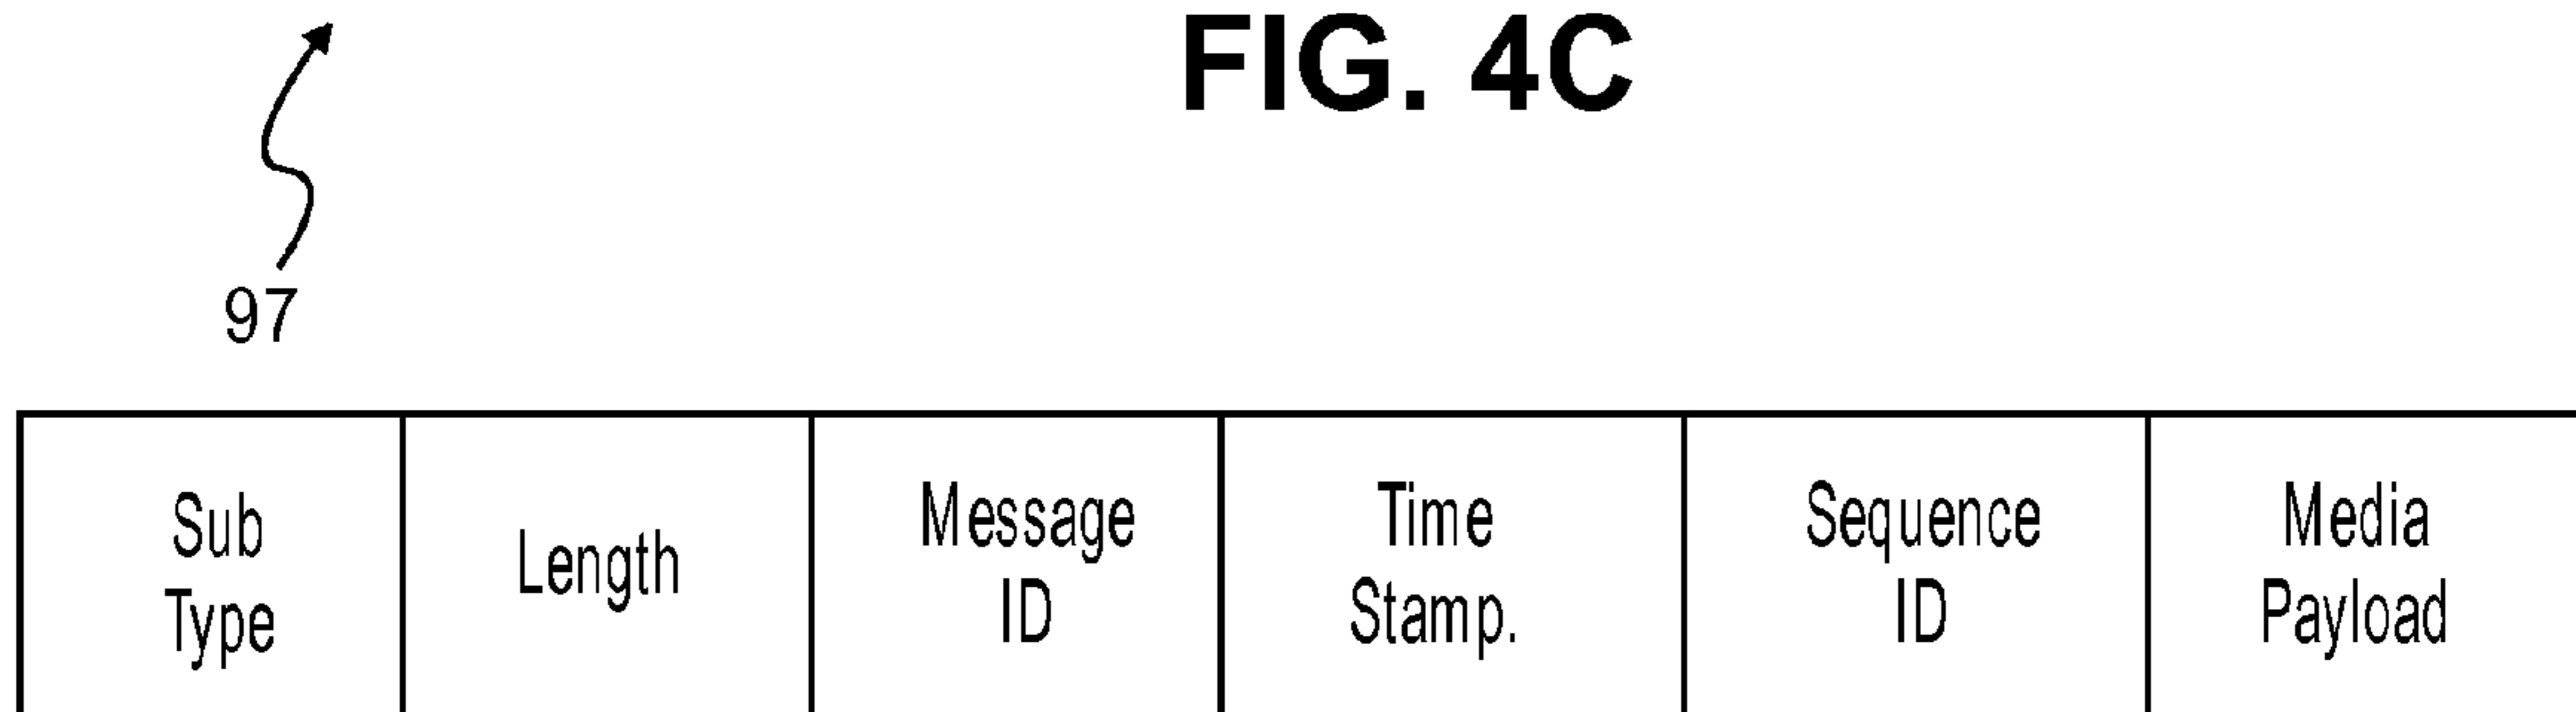 FIG. 4C
97
Sub
Type
Length
Message
ID
Time
Stamp.
Sequence
ID
Media
Payload